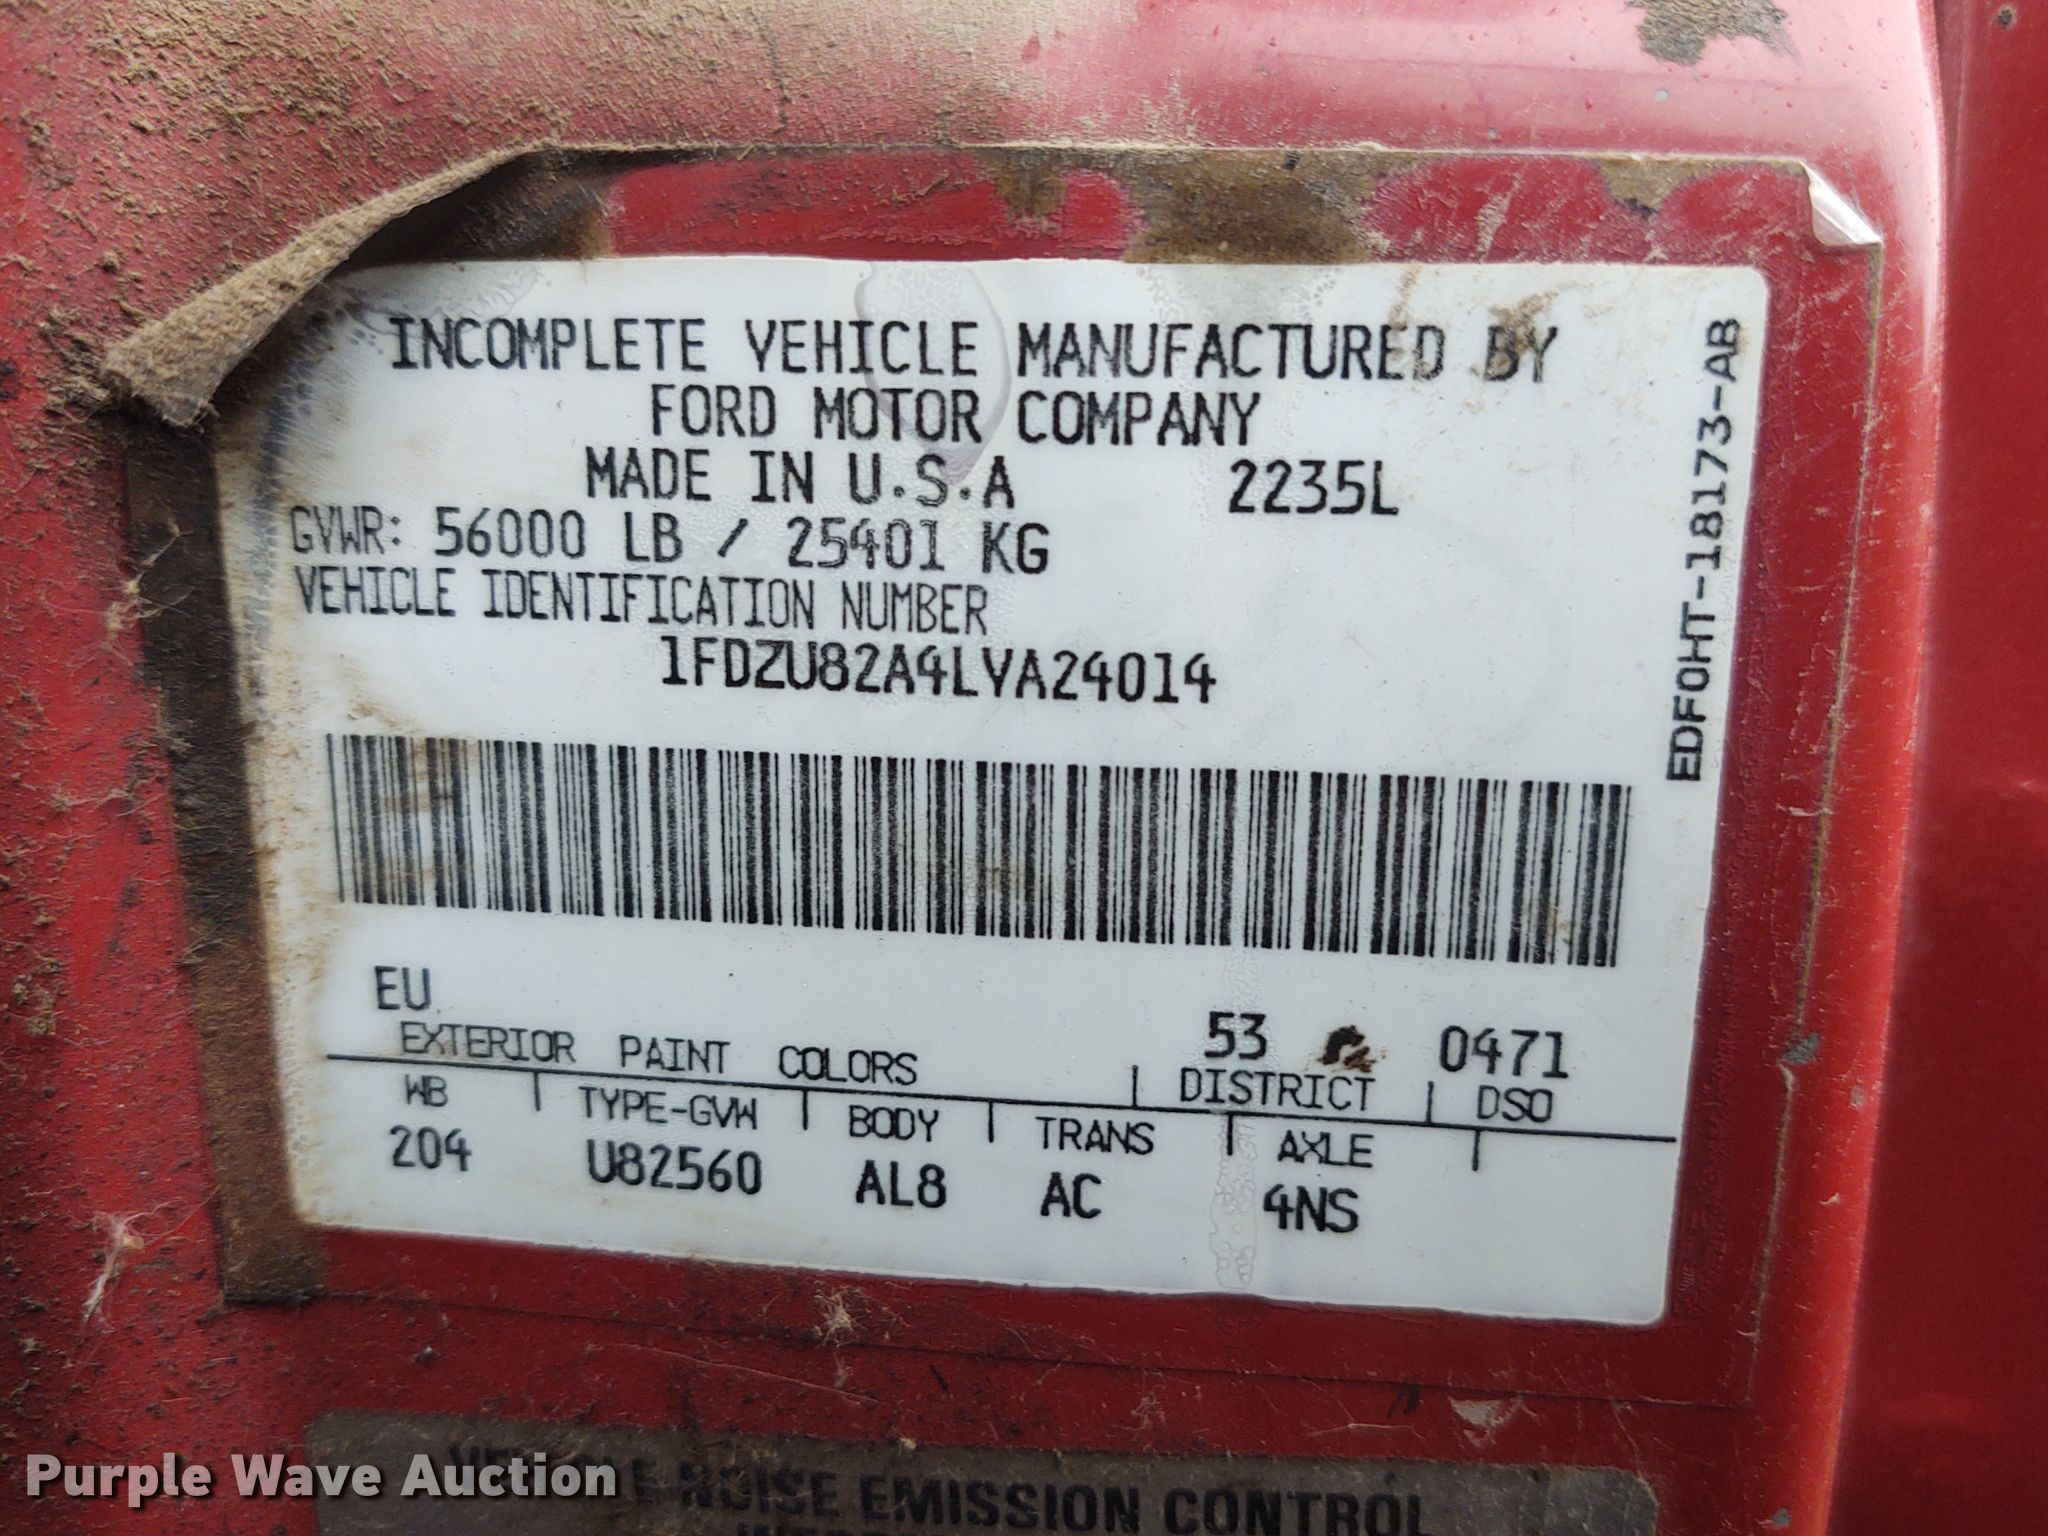 INCOMPLETE VEHICLE MANUFACTURED BY
FORD MOTOR COMPANY
MADE IN U.S.A 2235L
GVWR: 56000 LB / 25401 KG
VEHICLE IDENTIFICATION NUMBER
1FDZU82A4LVA24014
EDFOHT-18173-AB
EU 53 0471
EXTERIOR PAINT COLORS DISTRICT DSO
WB TYPE-GVW BODY TRANS AXLE
204 U82560 AL8 AC 4NS
NOISE EMISSION CONTROL
Purple Wave Auction